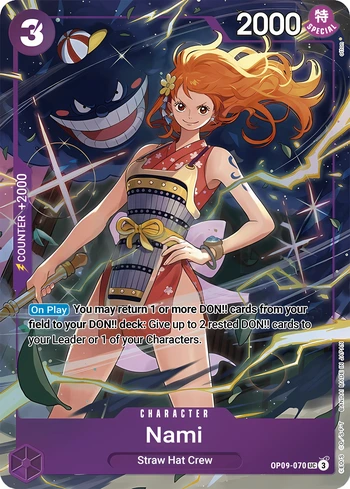 3
2000
特
SPECIAL
COUNTER +2000
On Play You may return 1 or more DON!! cards from your
field to your DON!! deck: Give up to 2 rested DON!! cards to
your Leader or 1 of your Characters.
CHARACTER
Nami
Straw Hat Crew
OP09-070 UC 3